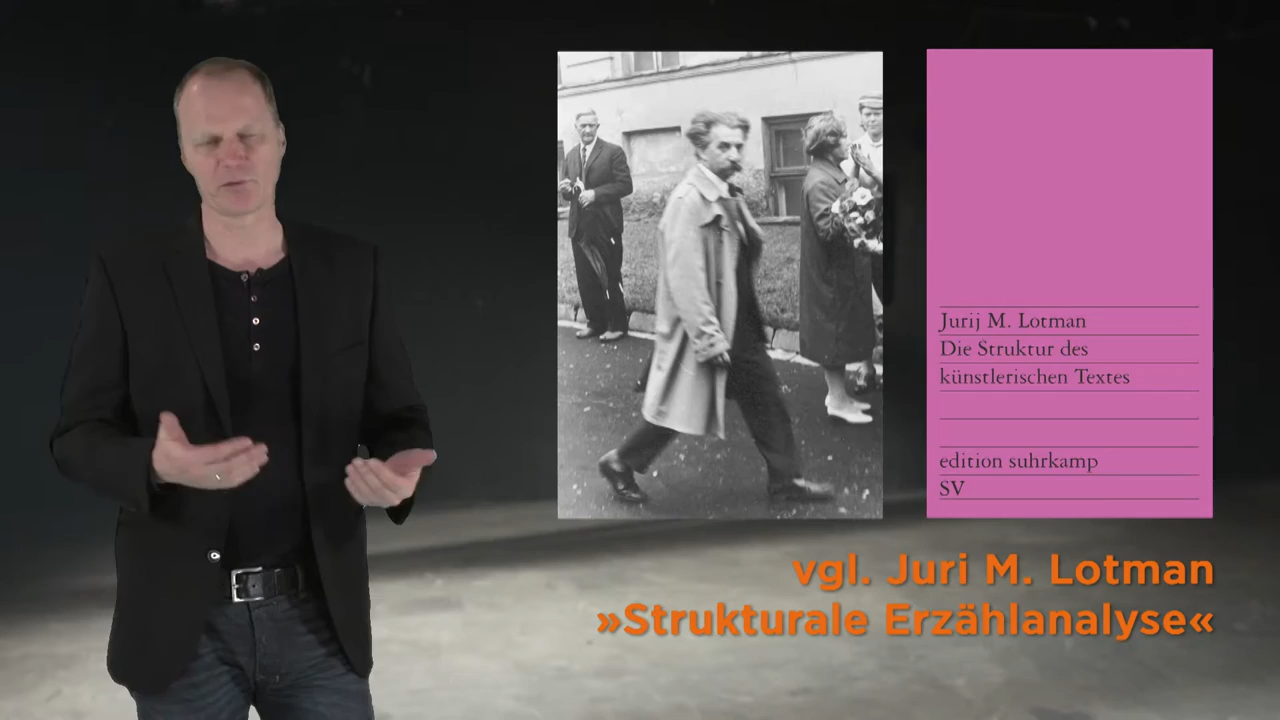 Jurij M. Lotman
Die Struktur des
künstlerischen Textes
edition suhrkamp
SV
vgl. Juri M. Lotman
»Strukturale Erzählanalyse«